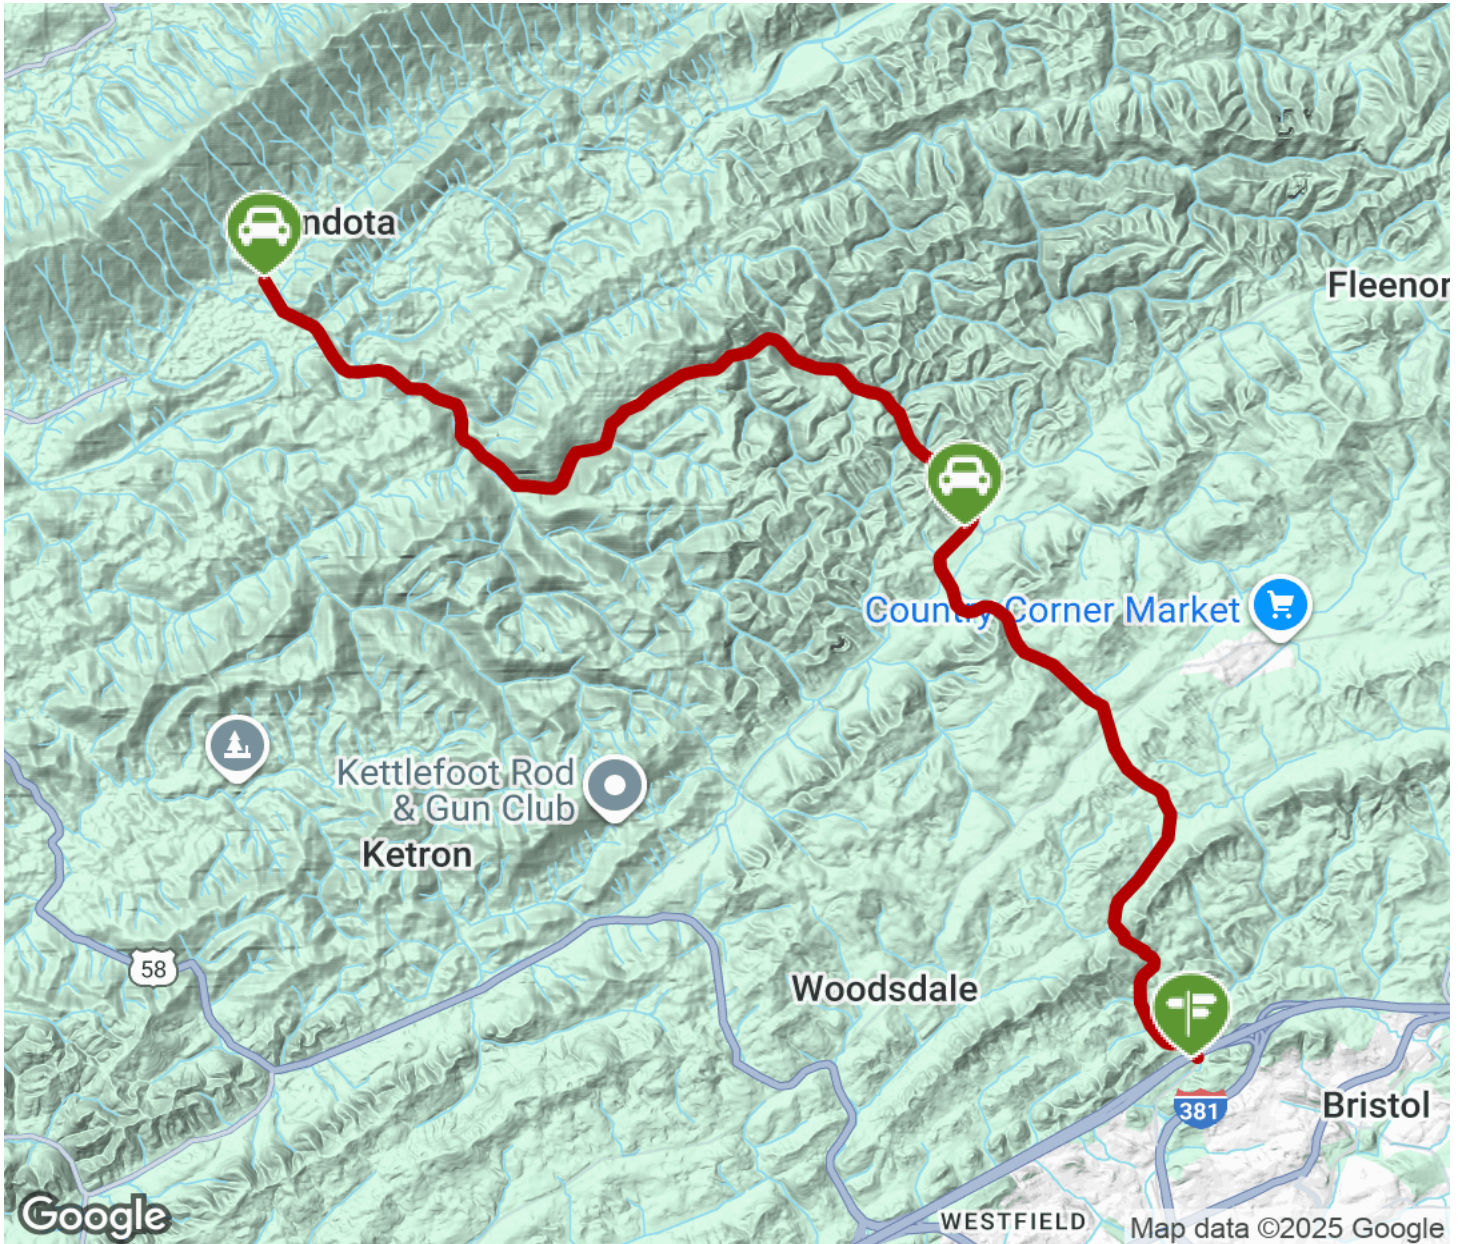 ndota
Fleenor
Country Corner Market
Kettlefoot Rod
& Gun Club
Ketron
58
Woodsdale
381
Bristol
Google
WESTFIELD
Map data ©2025 Google